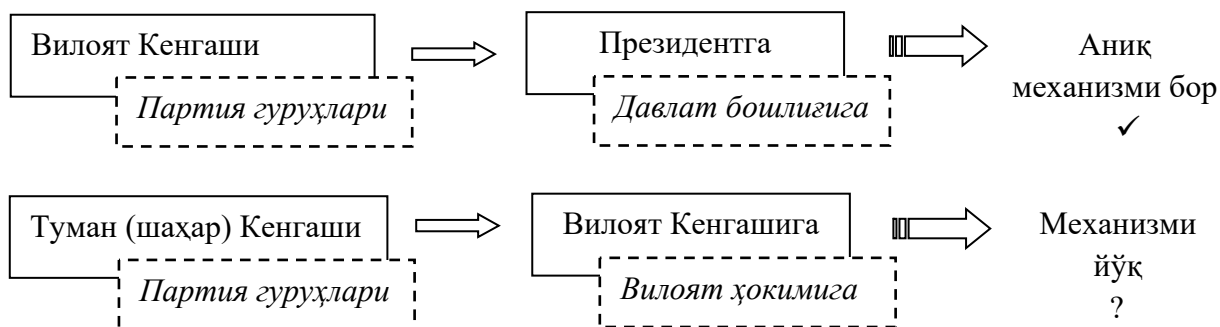 Вилоят Кенгаши
Партия гуруҳлари
Президентга
Давлат бошлиғига
Аниқ
механизми бор
✓
Туман (шаҳар) Кенгаши
Партия гуруҳлари
Вилоят Кенгашига
Вилоят ҳокимига
Механизми
йўқ
?